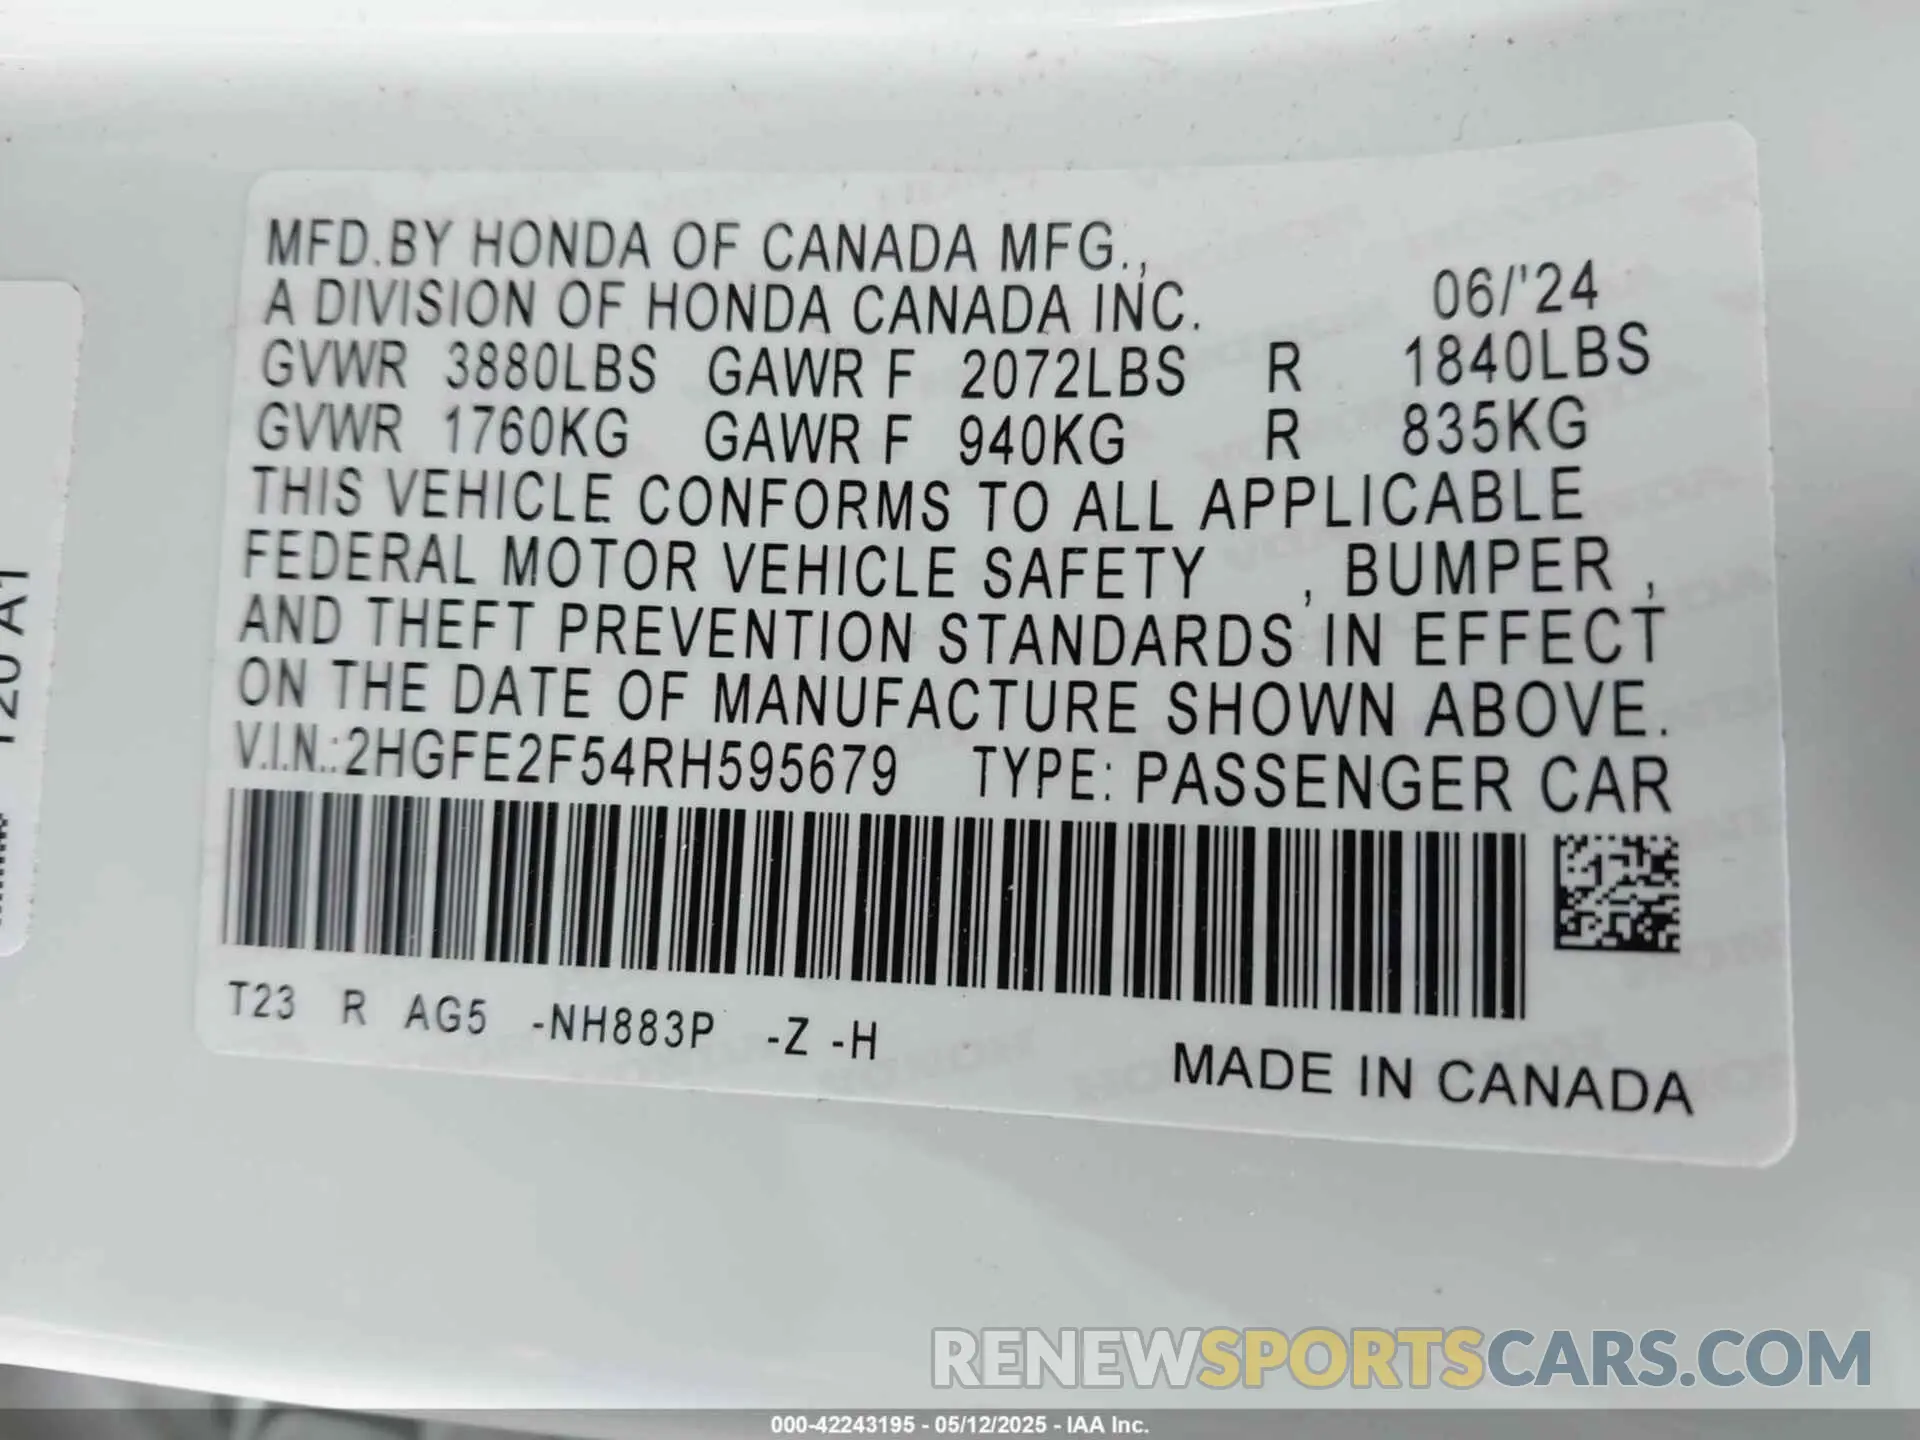 MFD.BY HONDA OF CANADA MFG.,
A DIVISION OF HONDA CANADA INC. 06/'24
GVWR 3880LBS GAWR F 2072LBS R 1840LBS
GVWR 1760KG GAWR F 940KG R 835KG
THIS VEHICLE CONFORMS TO ALL APPLICABLE
FEDERAL MOTOR VEHICLE SAFETY , BUMPER ,
AND THEFT PREVENTION STANDARDS IN EFFECT
ON THE DATE OF MANUFACTURE SHOWN ABOVE.
V.I.N.:2HGFE2F54RH595679 TYPE: PASSENGER CAR
T23 R AG5 -NH883P -Z -H
MADE IN CANADA
120 A1
RENEWSPORTSCARS.COM
000-42243195 - 05/12/2025 - IAA Inc.